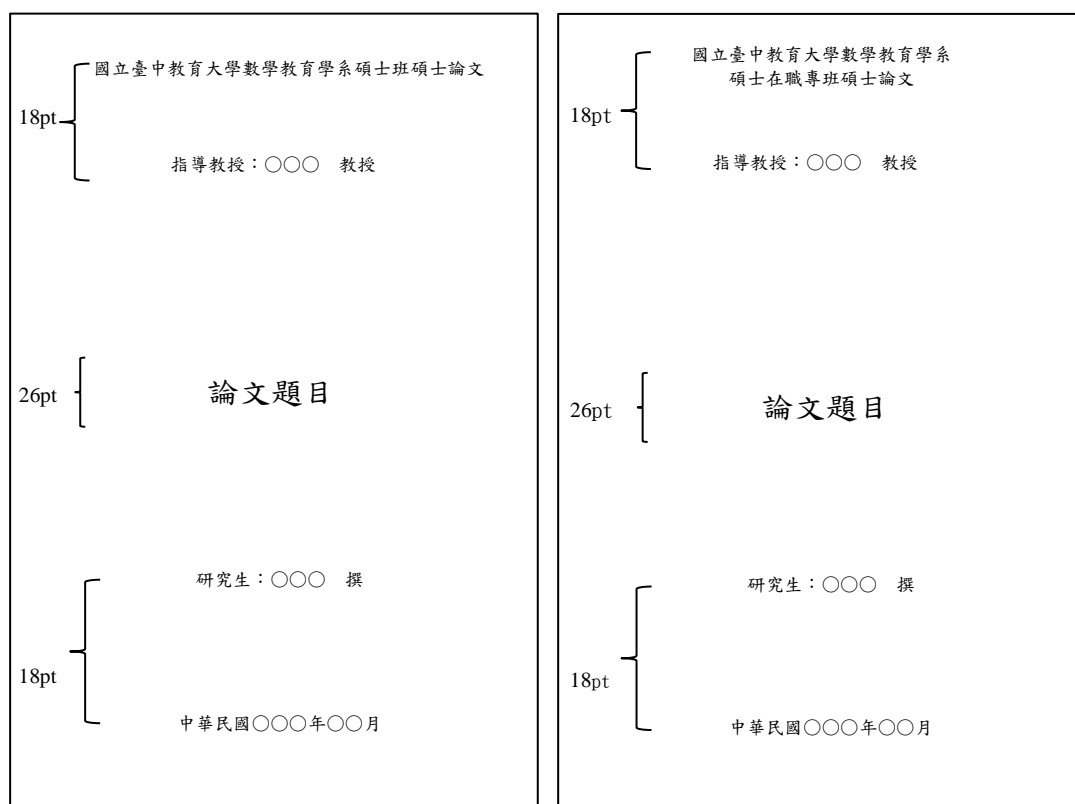 國立臺中教育大學數學教育學系碩士班碩士論文
18pt
指導教授：○○○　教授
26pt
論文題目
研究生：○○○　撰
18pt
中華民國○○○年○○月
國立臺中教育大學數學教育學系
碩士在職專班碩士論文
18pt
指導教授：○○○　教授
26pt
論文題目
研究生：○○○　撰
18pt
中華民國○○○年○○月